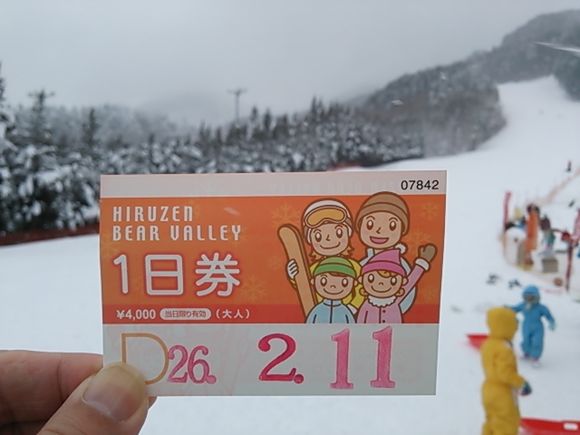 07842
HIRUZEN
BEAR VALLEY
1日券
¥4,000 当日限り有効 (大人)
D26. 2. 11